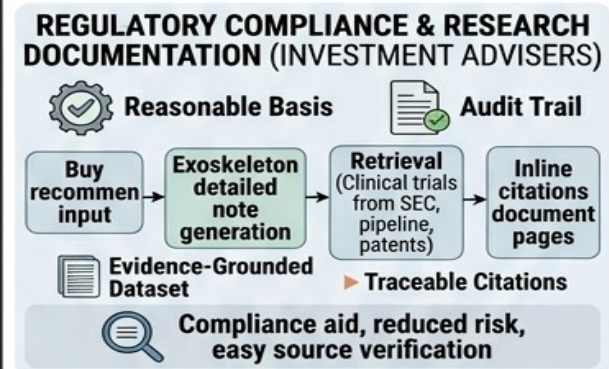 REGULATORY COMPLIANCE & RESEARCH
DOCUMENTATION (INVESTMENT ADVISERS)
Reasonable Basis
Audit Trail
Buy
recommen
input
Exoskeleton
detailed
note
generation
Retrieval
(Clinical trials
from SEC,
pipeline,
patents)
Inline
citations
document
pages
Evidence-Grounded
Dataset
Traceable Citations
Compliance aid, reduced risk,
easy source verification